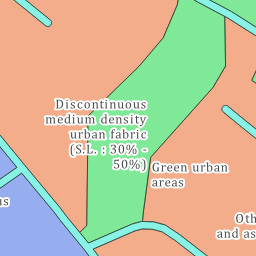 Discontinuous
medium density
urban fabric
(S.L. : 30% -
50%)
Green urban
areas
Oth
and as